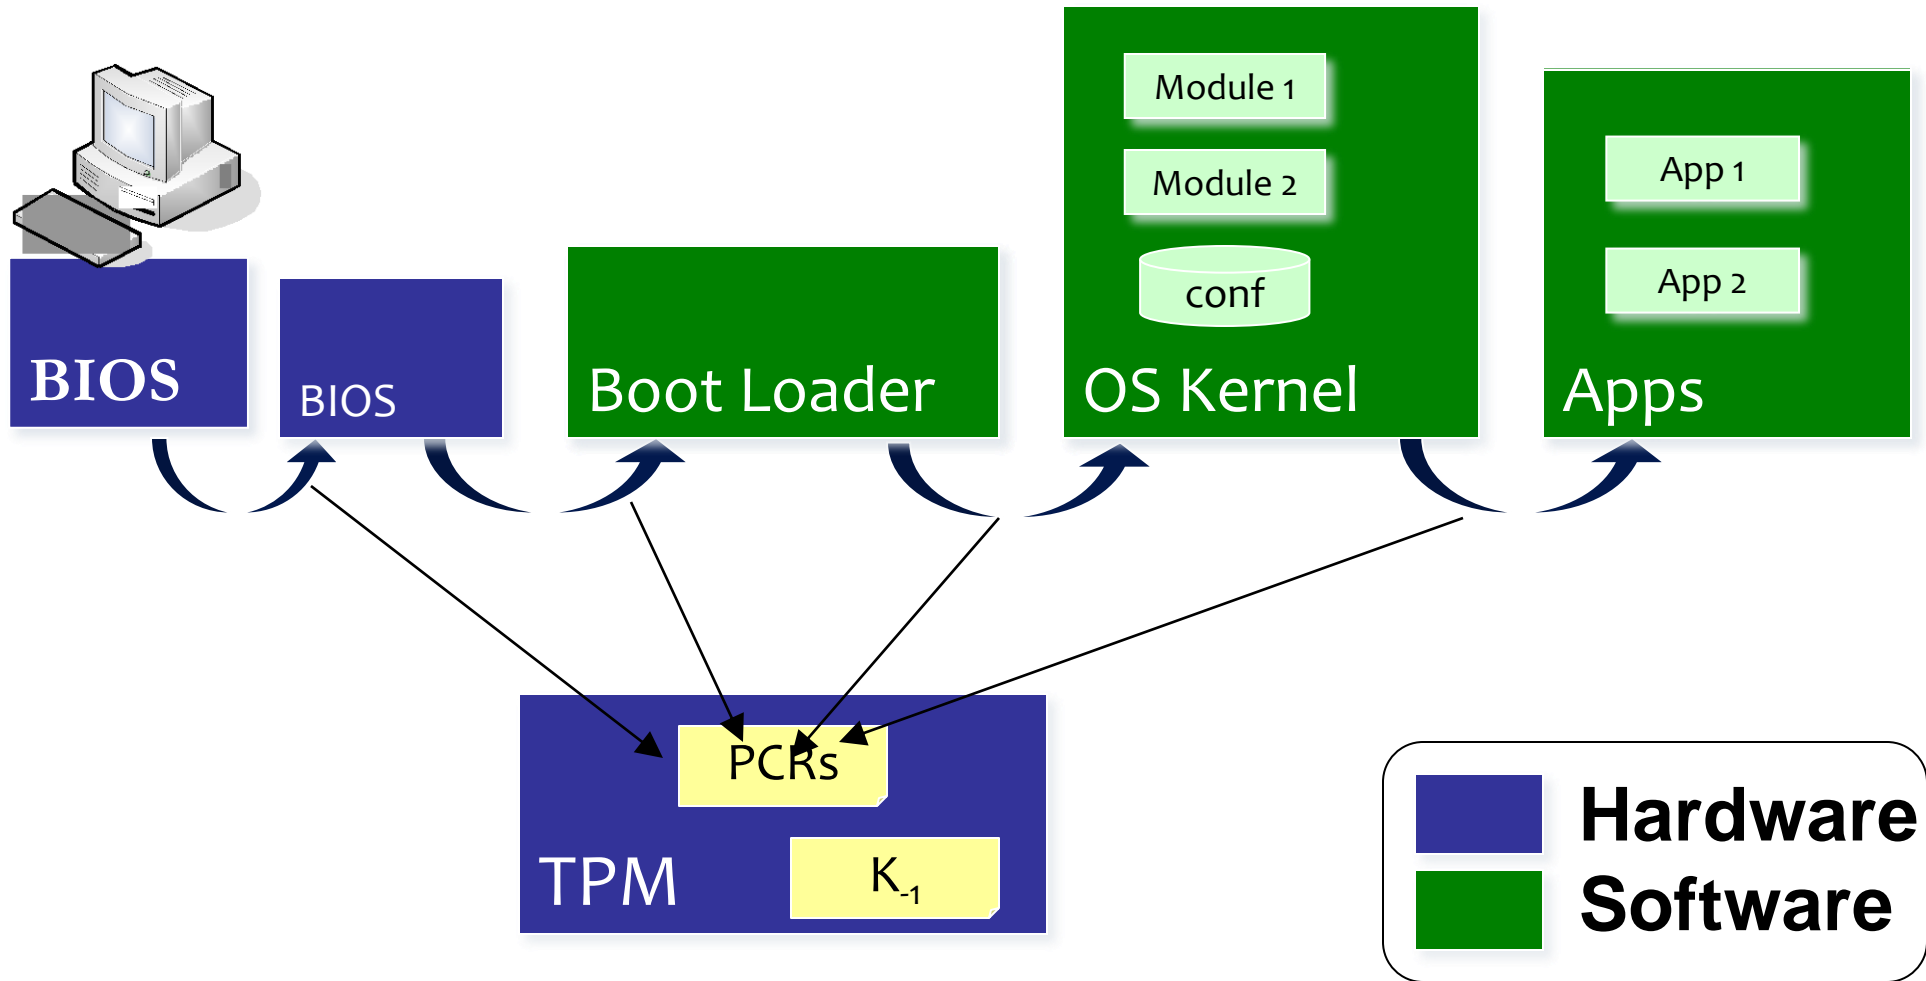 Module 1
Module 2
conf
App 1
App 2
BIOS
BIOS
Boot Loader
OS Kernel
Apps
PCRs
TPM
K-1
Hardware
Software